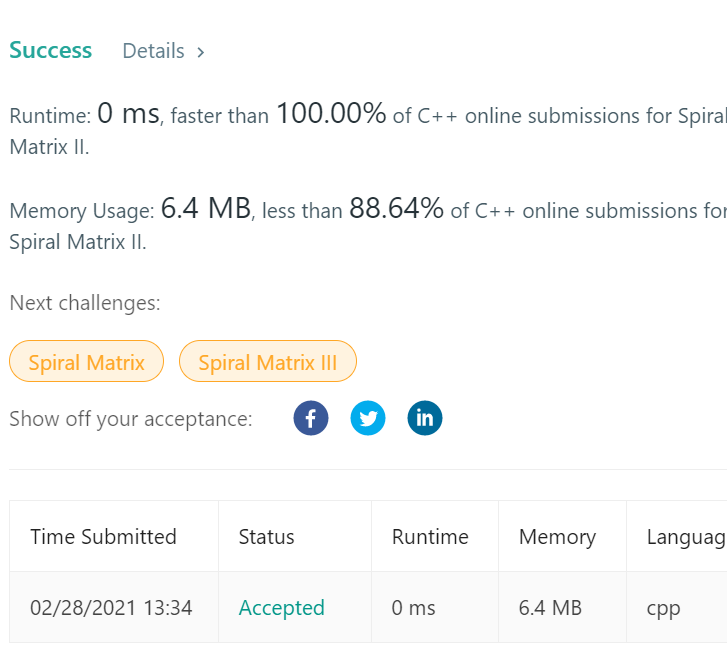 Success Details >
Runtime: 0 ms, faster than 100.00% of C++ online submissions for Spiral
Matrix II.
Memory Usage: 6.4 MB, less than 88.64% of C++ online submissions for
Spiral Matrix II.
Next challenges:
Spiral Matrix Spiral Matrix III
Show off your acceptance: f in
Time Submitted Status Runtime Memory Languag
02/28/2021 13:34 Accepted 0 ms 6.4 MB cpp